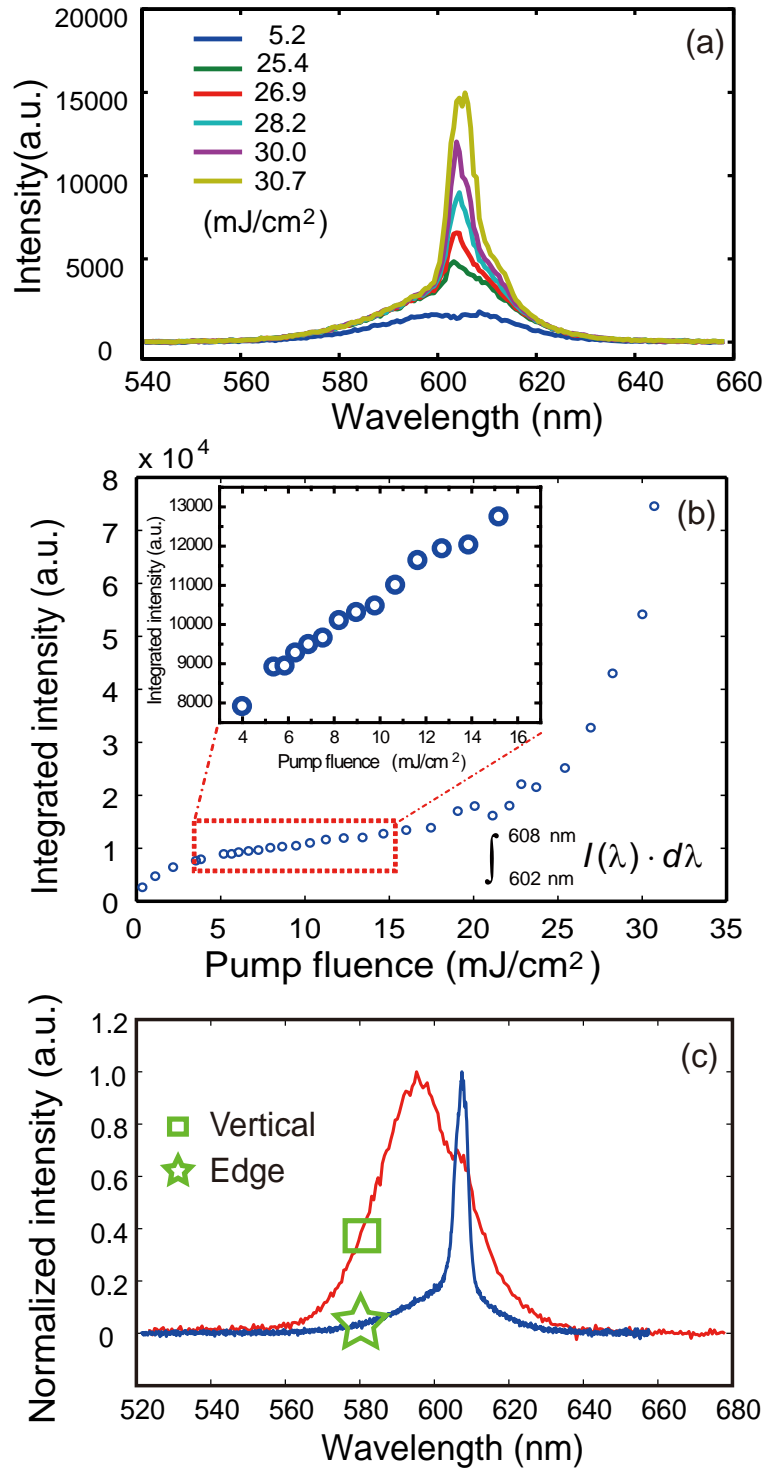 20000
(a)
5.2
25.4
15000
26.9
28.2
30.0
10000
30.7
(mJ/cm²)
5000
0
Intensity(a.u.)
540 560 580 600 620 640 660
Wavelength (nm)
x 10⁴
8
(b)
7
6
5
4
3
2
1
0
Integrated intensity (a.u.)
13000
12000
11000
10000
9000
8000
Integrated intensity (a.u.)
4 6 8 10 12 14 16
Pump fluence (mJ/cm²)
∫ 608 nm 602 nm I(λ) · dλ
0 5 10 15 20 25 30 35
Pump fluence (mJ/cm²)
1.2
(c)
1.0
0.8
Vertical
0.6
Edge
0.4
0.2
0
Normalized intensity (a.u.)
520 540 560 580 600 620 640 660 680
Wavelength (nm)